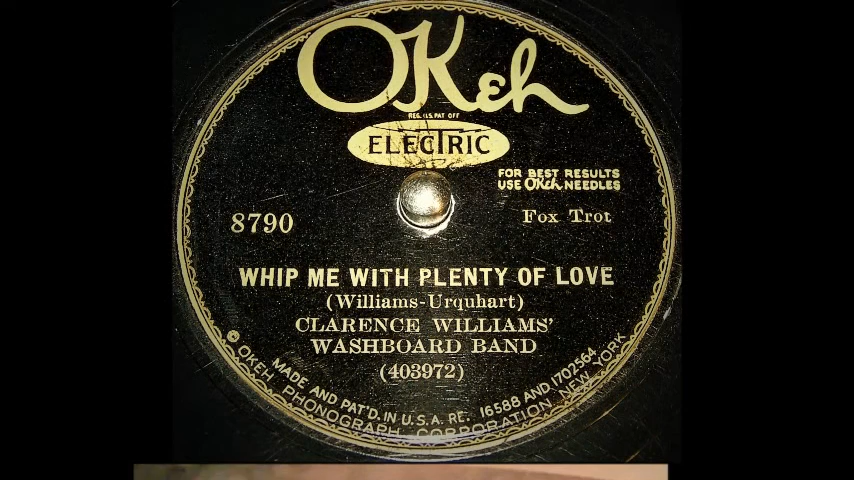 OKeh
REG. U.S. PAT. OFF
ELECTRIC
FOR BEST RESULTS
USE OKeh NEEDLES
8790
Fox Trot
WHIP ME WITH PLENTY OF LOVE
(Williams-Urquhart)
CLARENCE WILLIAMS'
WASHBOARD BAND
(403972)
MADE AND PAT'D. IN U.S.A. RE. 16588 AND 1702564
© OKEH PHONOGRAPH CORPORATION NEW YORK